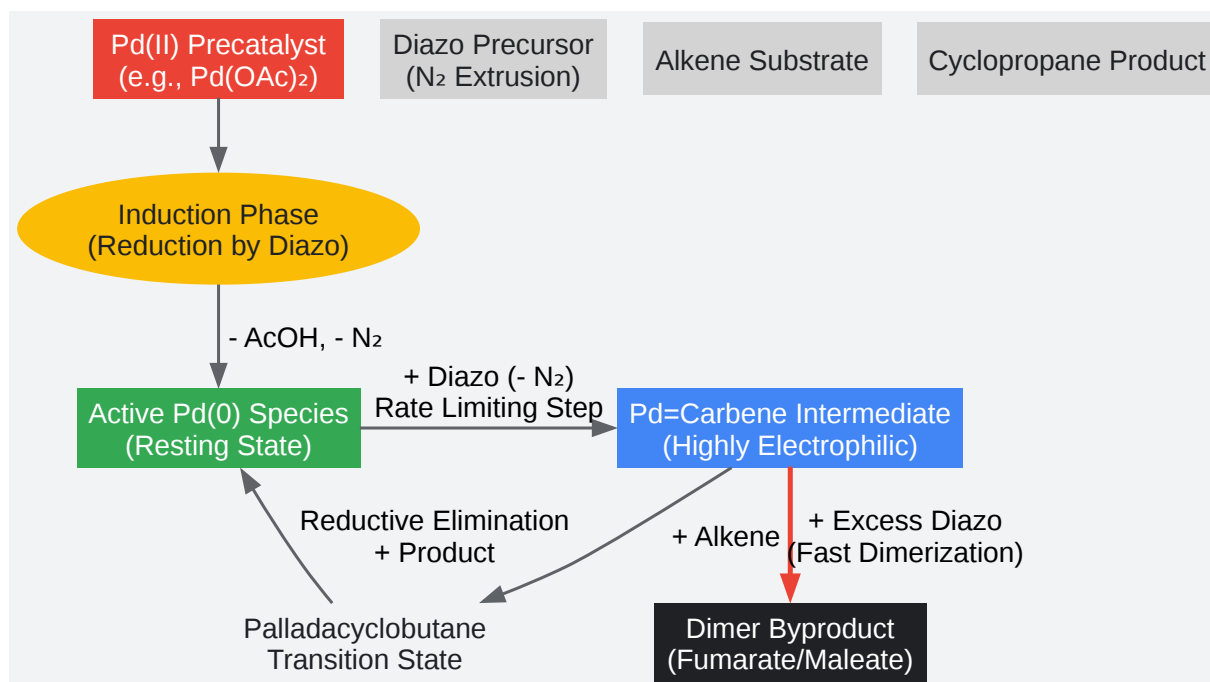 Pd(II) Precatalyst
(e.g., Pd(OAc)₂)
Diazo Precursor
(N₂ Extrusion)
Alkene Substrate
Cyclopropane Product
Induction Phase
(Reduction by Diazo)
- AcOH, - N₂
+ Diazo (- N₂)
Rate Limiting Step
Active Pd(0) Species
(Resting State)
Pd=Carbene Intermediate
(Highly Electrophilic)
Reductive Elimination
+ Product
+ Alkene
+ Excess Diazo
(Fast Dimerization)
Palladacyclobutane
Transition State
Dimer Byproduct
(Fumarate/Maleate)